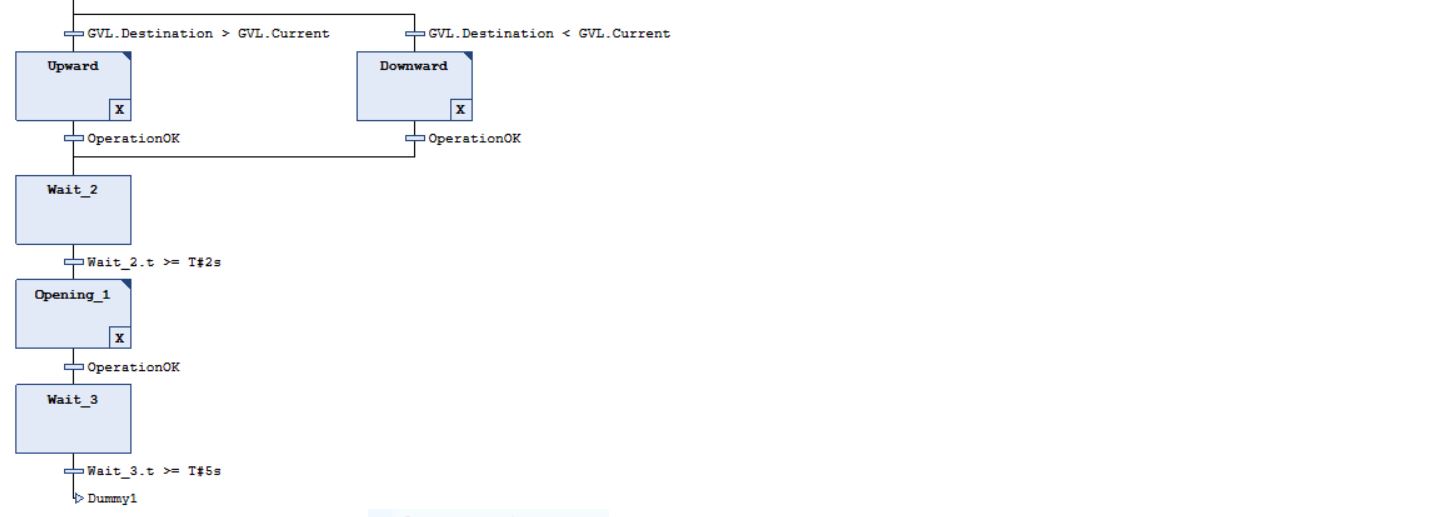 GVL.Destination > GVL.Current GVL.Destination < GVL.Current
Upward Downward
X X
OperationOK OperationOK
Wait_2
Wait_2.t >= T#2s
Opening_1
X
OperationOK
Wait_3
Wait_3.t >= T#5s
Dummy1